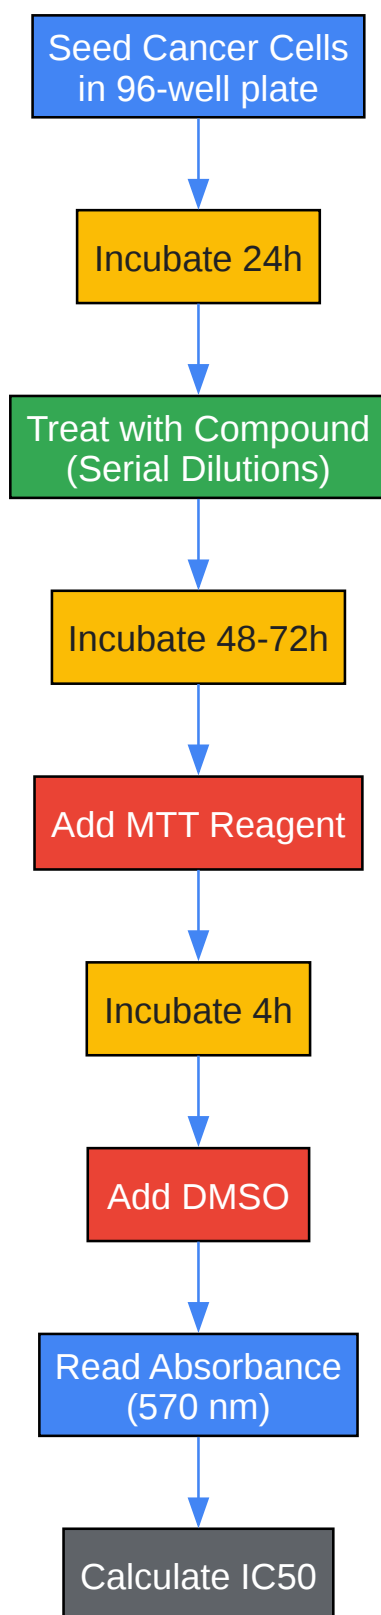 Seed Cancer Cells
in 96-well plate
Incubate 24h
Treat with Compound
(Serial Dilutions)
Incubate 48-72h
Add MTT Reagent
Incubate 4h
Add DMSO
Read Absorbance
(570 nm)
Calculate IC50